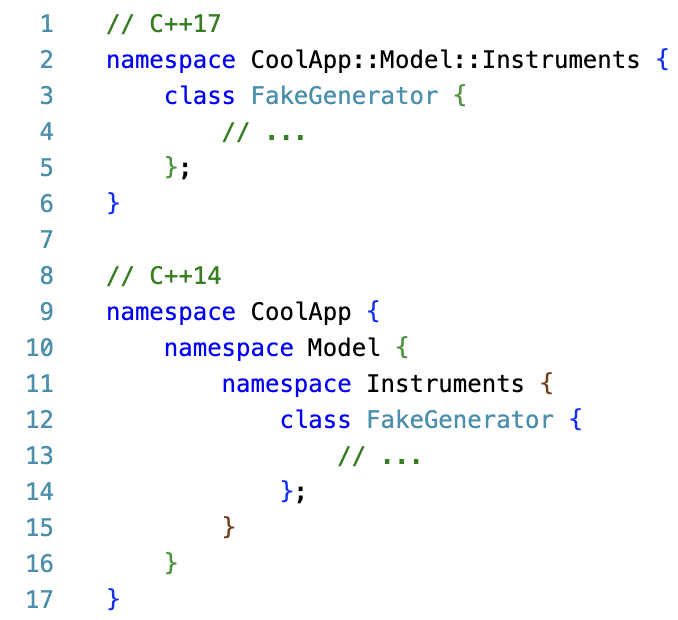 1 // C++17
2 namespace CoolApp::Model::Instruments {
3     class FakeGenerator {
4         // ...
5     };
6 }
7
8 // C++14
9 namespace CoolApp {
10     namespace Model {
11         namespace Instruments {
12             class FakeGenerator {
13                 // ...
14             };
15         }
16     }
17 }